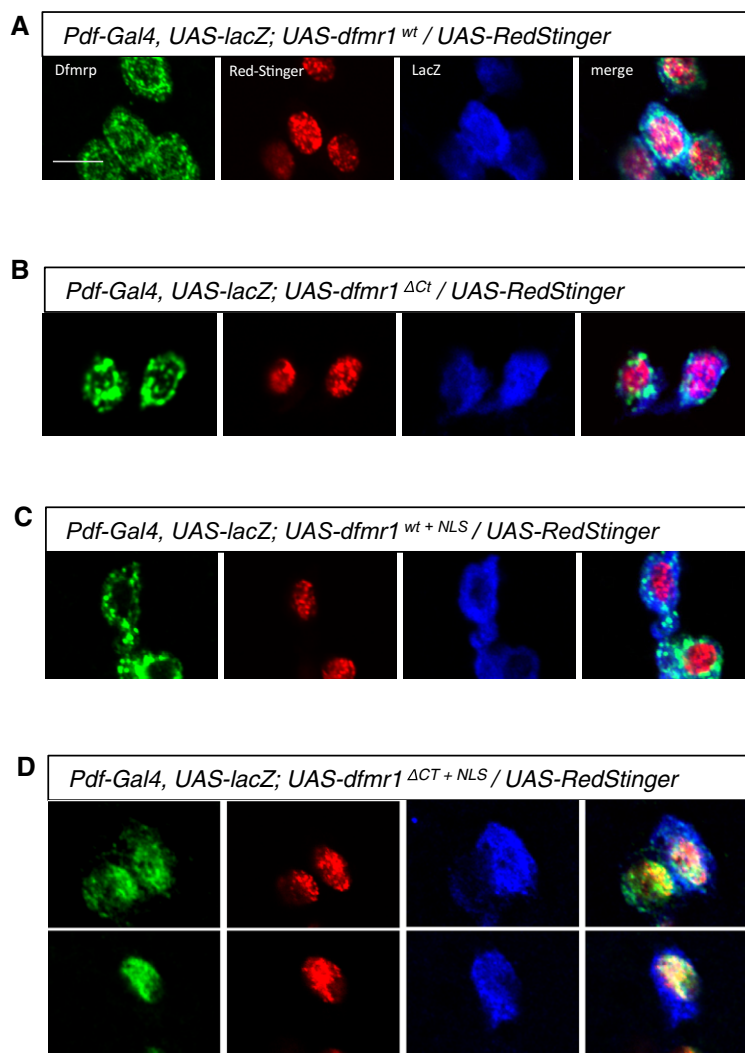 A
Pdf-Gal4, UAS-lacZ; UAS-dfmr1 wt / UAS-RedStinger
Dfmrp Red-Stinger LacZ merge
B
Pdf-Gal4, UAS-lacZ; UAS-dfmr1 ΔCt / UAS-RedStinger
C
Pdf-Gal4, UAS-lacZ; UAS-dfmr1 wt + NLS / UAS-RedStinger
D
Pdf-Gal4, UAS-lacZ; UAS-dfmr1 ΔCT + NLS / UAS-RedStinger